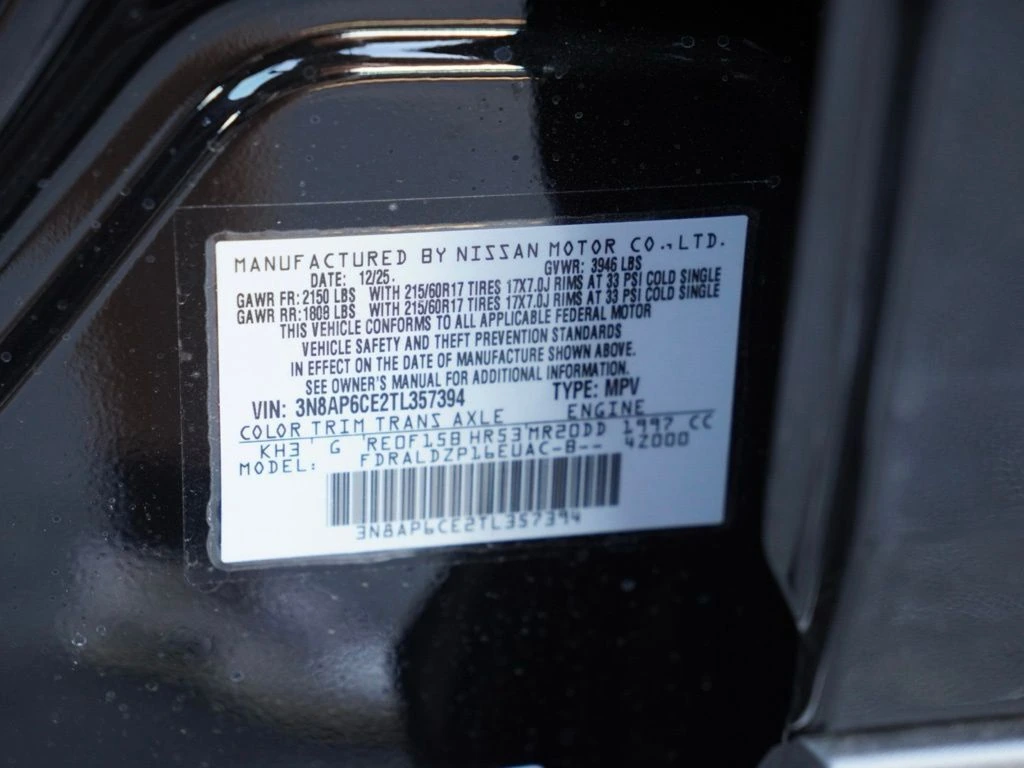 MANUFACTURED BY NISSAN MOTOR CO., LTD.
DATE: 12/25. GVWR: 3946 LBS
GAWR FR: 2150 LBS WITH 215/60R17 TIRES 17X7.0J RIMS AT 33 PSI COLD SINGLE
GAWR RR: 1809 LBS WITH 215/60R17 TIRES 17X7.0J RIMS AT 33 PSI COLD SINGLE
THIS VEHICLE CONFORMS TO ALL APPLICABLE FEDERAL MOTOR
VEHICLE SAFETY AND THEFT PREVENTION STANDARDS
IN EFFECT ON THE DATE OF MANUFACTURE SHOWN ABOVE.
SEE OWNER'S MANUAL FOR ADDITIONAL INFORMATION.
VIN: 3N8AP6CE2TL357394 TYPE: MPV
COLOR TRIM TRANS AXLE ENGINE
KH3 G RE0F15B HR53 MR20DD 1997 CC
MODEL: FDRALDZP16EUAC-B-- 42000
3N8AP6CE2TL357394